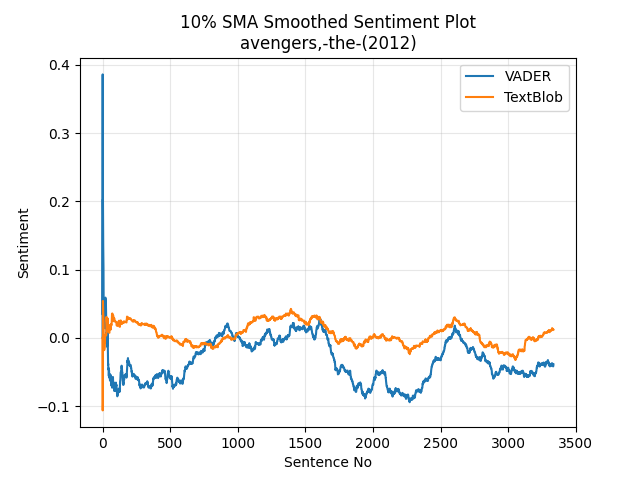 10% SMA Smoothed Sentiment Plot
avengers,-the-(2012)
VADER
TextBlob
0.4
0.3
0.2
0.1
0.0
−0.1
Sentiment
0
500
1000
1500
2000
2500
3000
3500
Sentence No